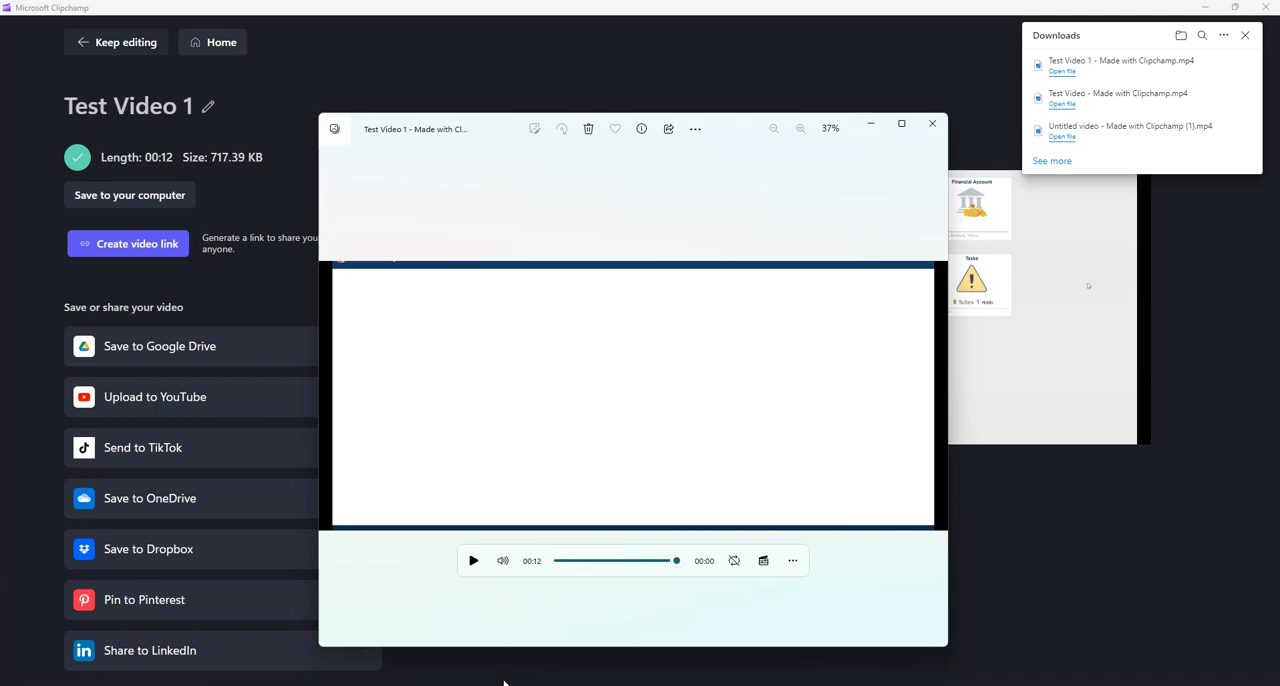 Microsoft Clipchamp
Keep editing
Home
Test Video 1
Length: 00:12 Size: 717.39 KB
Save to your computer
Create video link
Generate a link to share you
anyone.
Save or share your video
Save to Google Drive
Upload to YouTube
Send to TikTok
Save to OneDrive
Save to Dropbox
Pin to Pinterest
Share to LinkedIn
Test Video 1 - Made with Cl...
37%
00:12
00:00
Downloads
Test Video 1 - Made with Clipchamp.mp4
Open file
Test Video - Made with Clipchamp.mp4
Open file
Untitled video - Made with Clipchamp (1).mp4
Open file
See more
Financial Account
Tasks